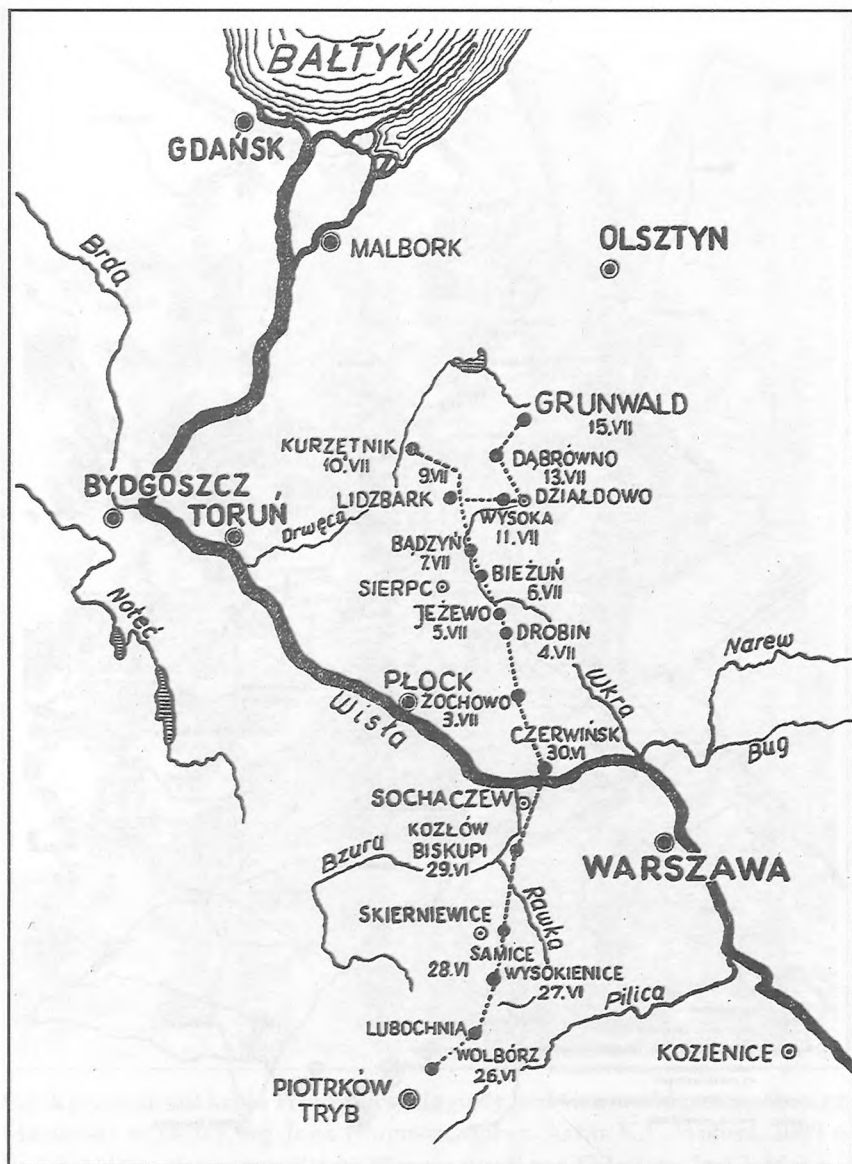 BAŁTYK
GDAŃSK
MALBORK
OLSZTYN
Brda
GRUNWALD
15.VII
KURZĘTNIK
10.VII
DĄBRÓWNO
13.VII
9.VII
LIDZBARK
DZIAŁDOWO
WYSOKA
11.VII
BYDGOSZCZ
TORUŃ
Drwęca
BĄDZYŃ
7.VII
BIEŻUŃ
6.VII
SIERPC
JEŻEWO
5.VII
DROBIN
4.VII
Noteć
Narew
Wkra
Bug
PŁOCK
ŻOCHOWO
3.VII
Wisła
CZERWIŃSK
30.VI
SOCHACZEW
KOZŁÓW
BISKUPI
29.VI
Bzura
WARSZAWA
Rawka
SKIERNIEWICE
SAMICE
28.VI
WYSOKIENICE
27.VI
Pilica
LUBOCHNIA
WOLBÓRZ
26.VI
KOZIENICE
PIOTRKÓW
TRYB